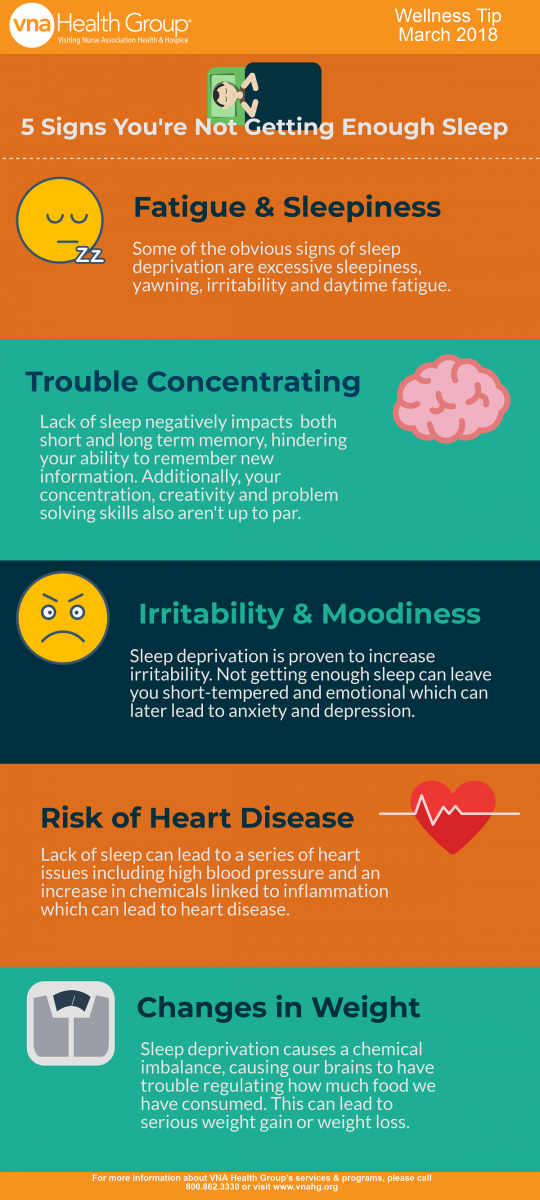 vna Health Group®
Visiting Nurse Association Health & Hospice
Wellness Tip
March 2018
5 Signs You're Not Getting Enough Sleep
zz
Fatigue & Sleepiness
Some of the obvious signs of sleep
deprivation are excessive sleepiness,
yawning, irritability and daytime fatigue.
Trouble Concentrating
Lack of sleep negatively impacts both
short and long term memory, hindering
your ability to remember new
information. Additionally, your
concentration, creativity and problem
solving skills also aren't up to par.
Irritability & Moodiness
Sleep deprivation is proven to increase
irritability. Not getting enough sleep can leave
you short-tempered and emotional which can
later lead to anxiety and depression.
Risk of Heart Disease
Lack of sleep can lead to a series of heart
issues including high blood pressure and an
increase in chemicals linked to inflammation
which can lead to heart disease.
Changes in Weight
Sleep deprivation causes a chemical
imbalance, causing our brains to have
trouble regulating how much food we
have consumed. This can lead to
serious weight gain or weight loss.
For more information about VNA Health Group's services & programs, please call
800.862.3330 or visit www.vnahg.org